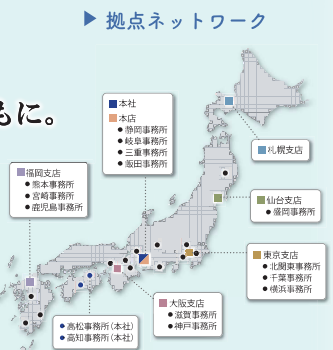 ▶ 拠点ネットワーク
もに。
本社
本店
● 静岡事務所
● 岐阜事務所
● 三重事務所
● 飯田事務所
札幌支店
福岡支店
● 熊本事務所
● 宮崎事務所
● 鹿児島事務所
仙台支店
● 盛岡事務所
東京支店
● 北関東事務所
● 千葉事務所
● 横浜事務所
大阪支店
● 滋賀事務所
● 神戸事務所
● 高松事務所(本社)
● 高知事務所(本社)